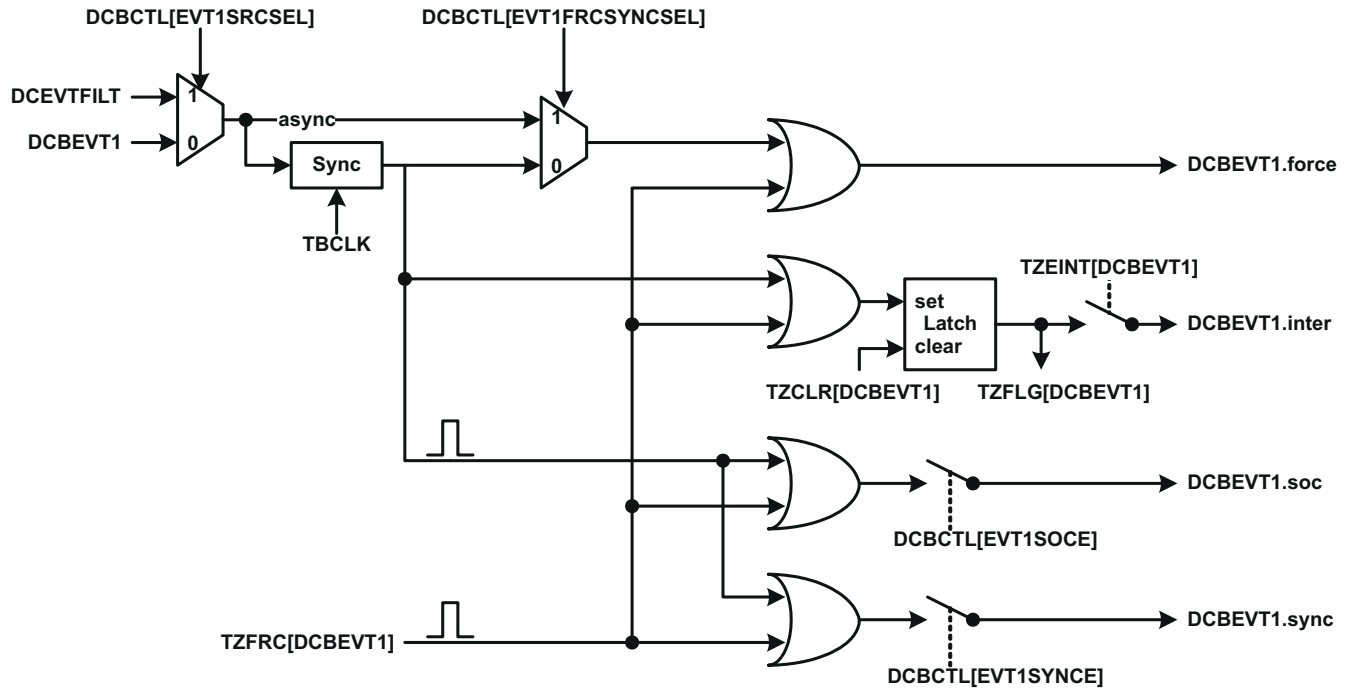 DCBCTL[EVT1SRCSEL]
DCBCTL[EVT1FRCSYNCSEL]
DCEVTFILT
1
async
1
DCBEVT1
0
Sync
0
DCBEVT1.force
TBCLK
TZEINT[DCBEVT1]
set
Latch
clear
DCBEVT1.inter
TZCLR[DCBEVT1]
TZFLG[DCBEVT1]
DCBEVT1.soc
DCBCTL[EVT1SOCE]
TZFRC[DCBEVT1]
DCBEVT1.sync
DCBCTL[EVT1SYNCE]